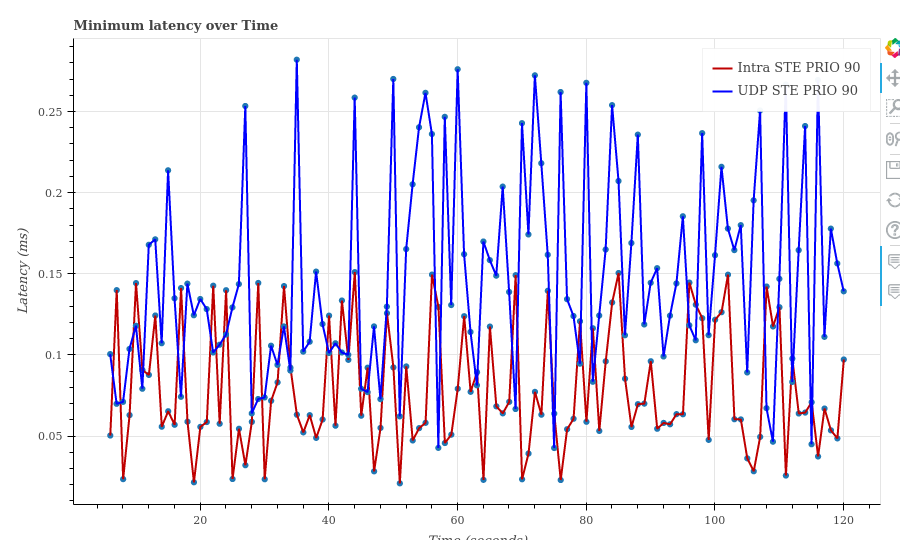 Minimum latency over Time
Intra STE PRIO 90
UDP STE PRIO 90
Latency (ms)
0.25
0.2
0.15
0.1
0.05
20 40 60 80 100 120
Time (seconds)